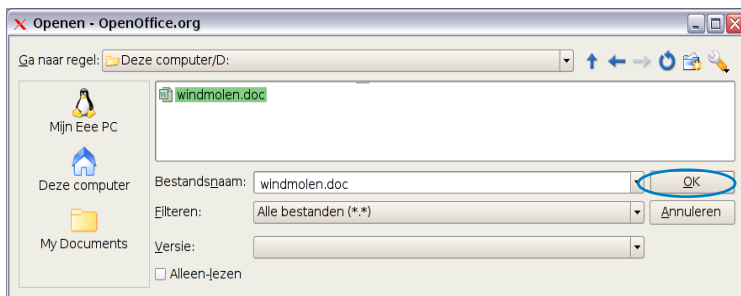 Openen - OpenOffice.org
Ga naar regel: Deze computer/D:
windmolen.doc
Mijn Eee PC
Deze computer
My Documents
Bestandsnaam: windmolen.doc OK
Filteren: Alle bestanden (*.*) Annuleren
Versie:
Alleen-lezen